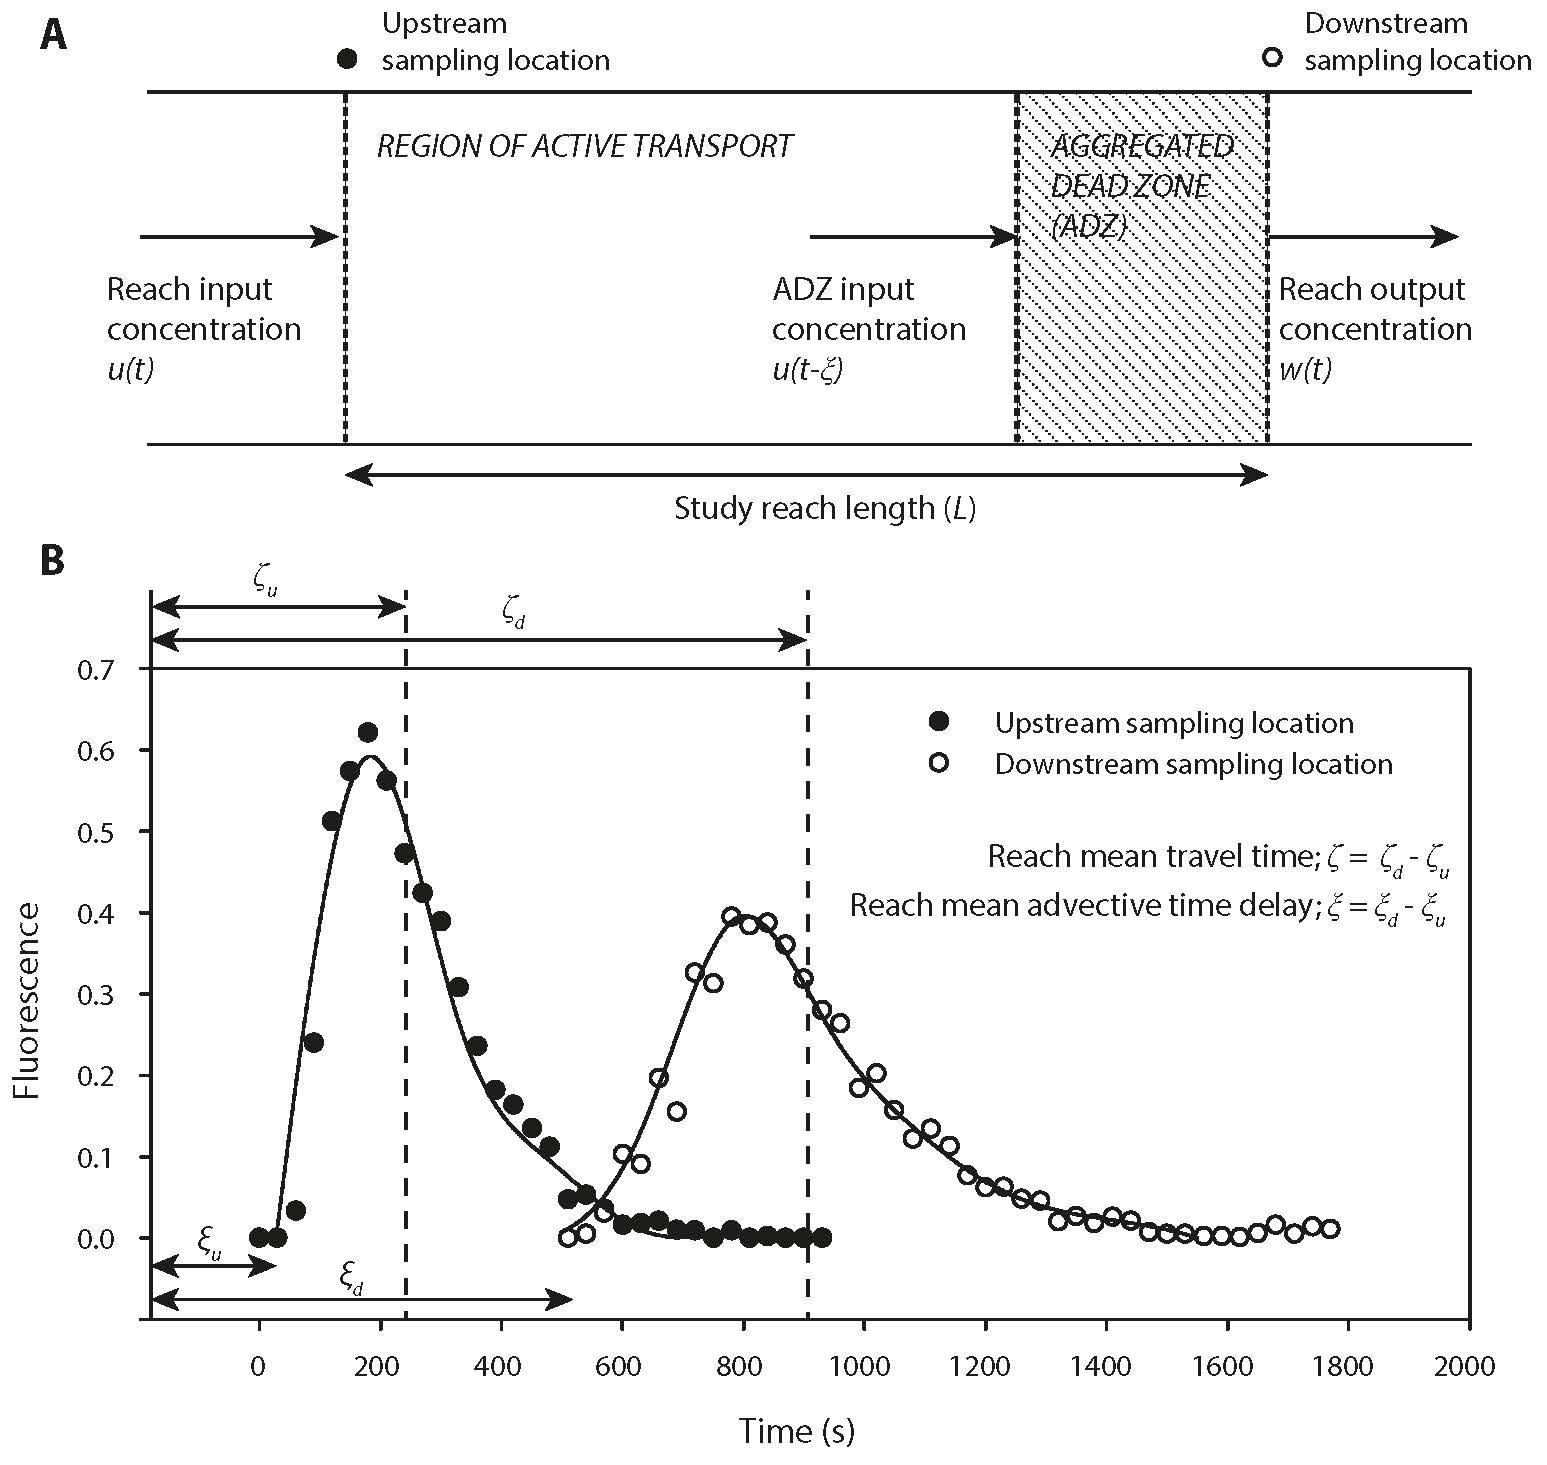 A
Upstream
sampling location
Downstream
sampling location
REGION OF ACTIVE TRANSPORT
AGGREGATED
DEAD ZONE
(ADZ)
Reach input
concentration
u(t)
ADZ input
concentration
u(t-ξ)
Reach output
concentration
w(t)
Study reach length (L)
B
ζu
ζd
0.7
0.6
0.5
0.4
0.3
0.2
0.1
0.0
Fluorescence
Upstream sampling location
Downstream sampling location
Reach mean travel time; ζ = ζd - ζu
Reach mean advective time delay; ξ = ξd - ξu
ξu
ξd
0 200 400 600 800 1000 1200 1400 1600 1800 2000
Time (s)